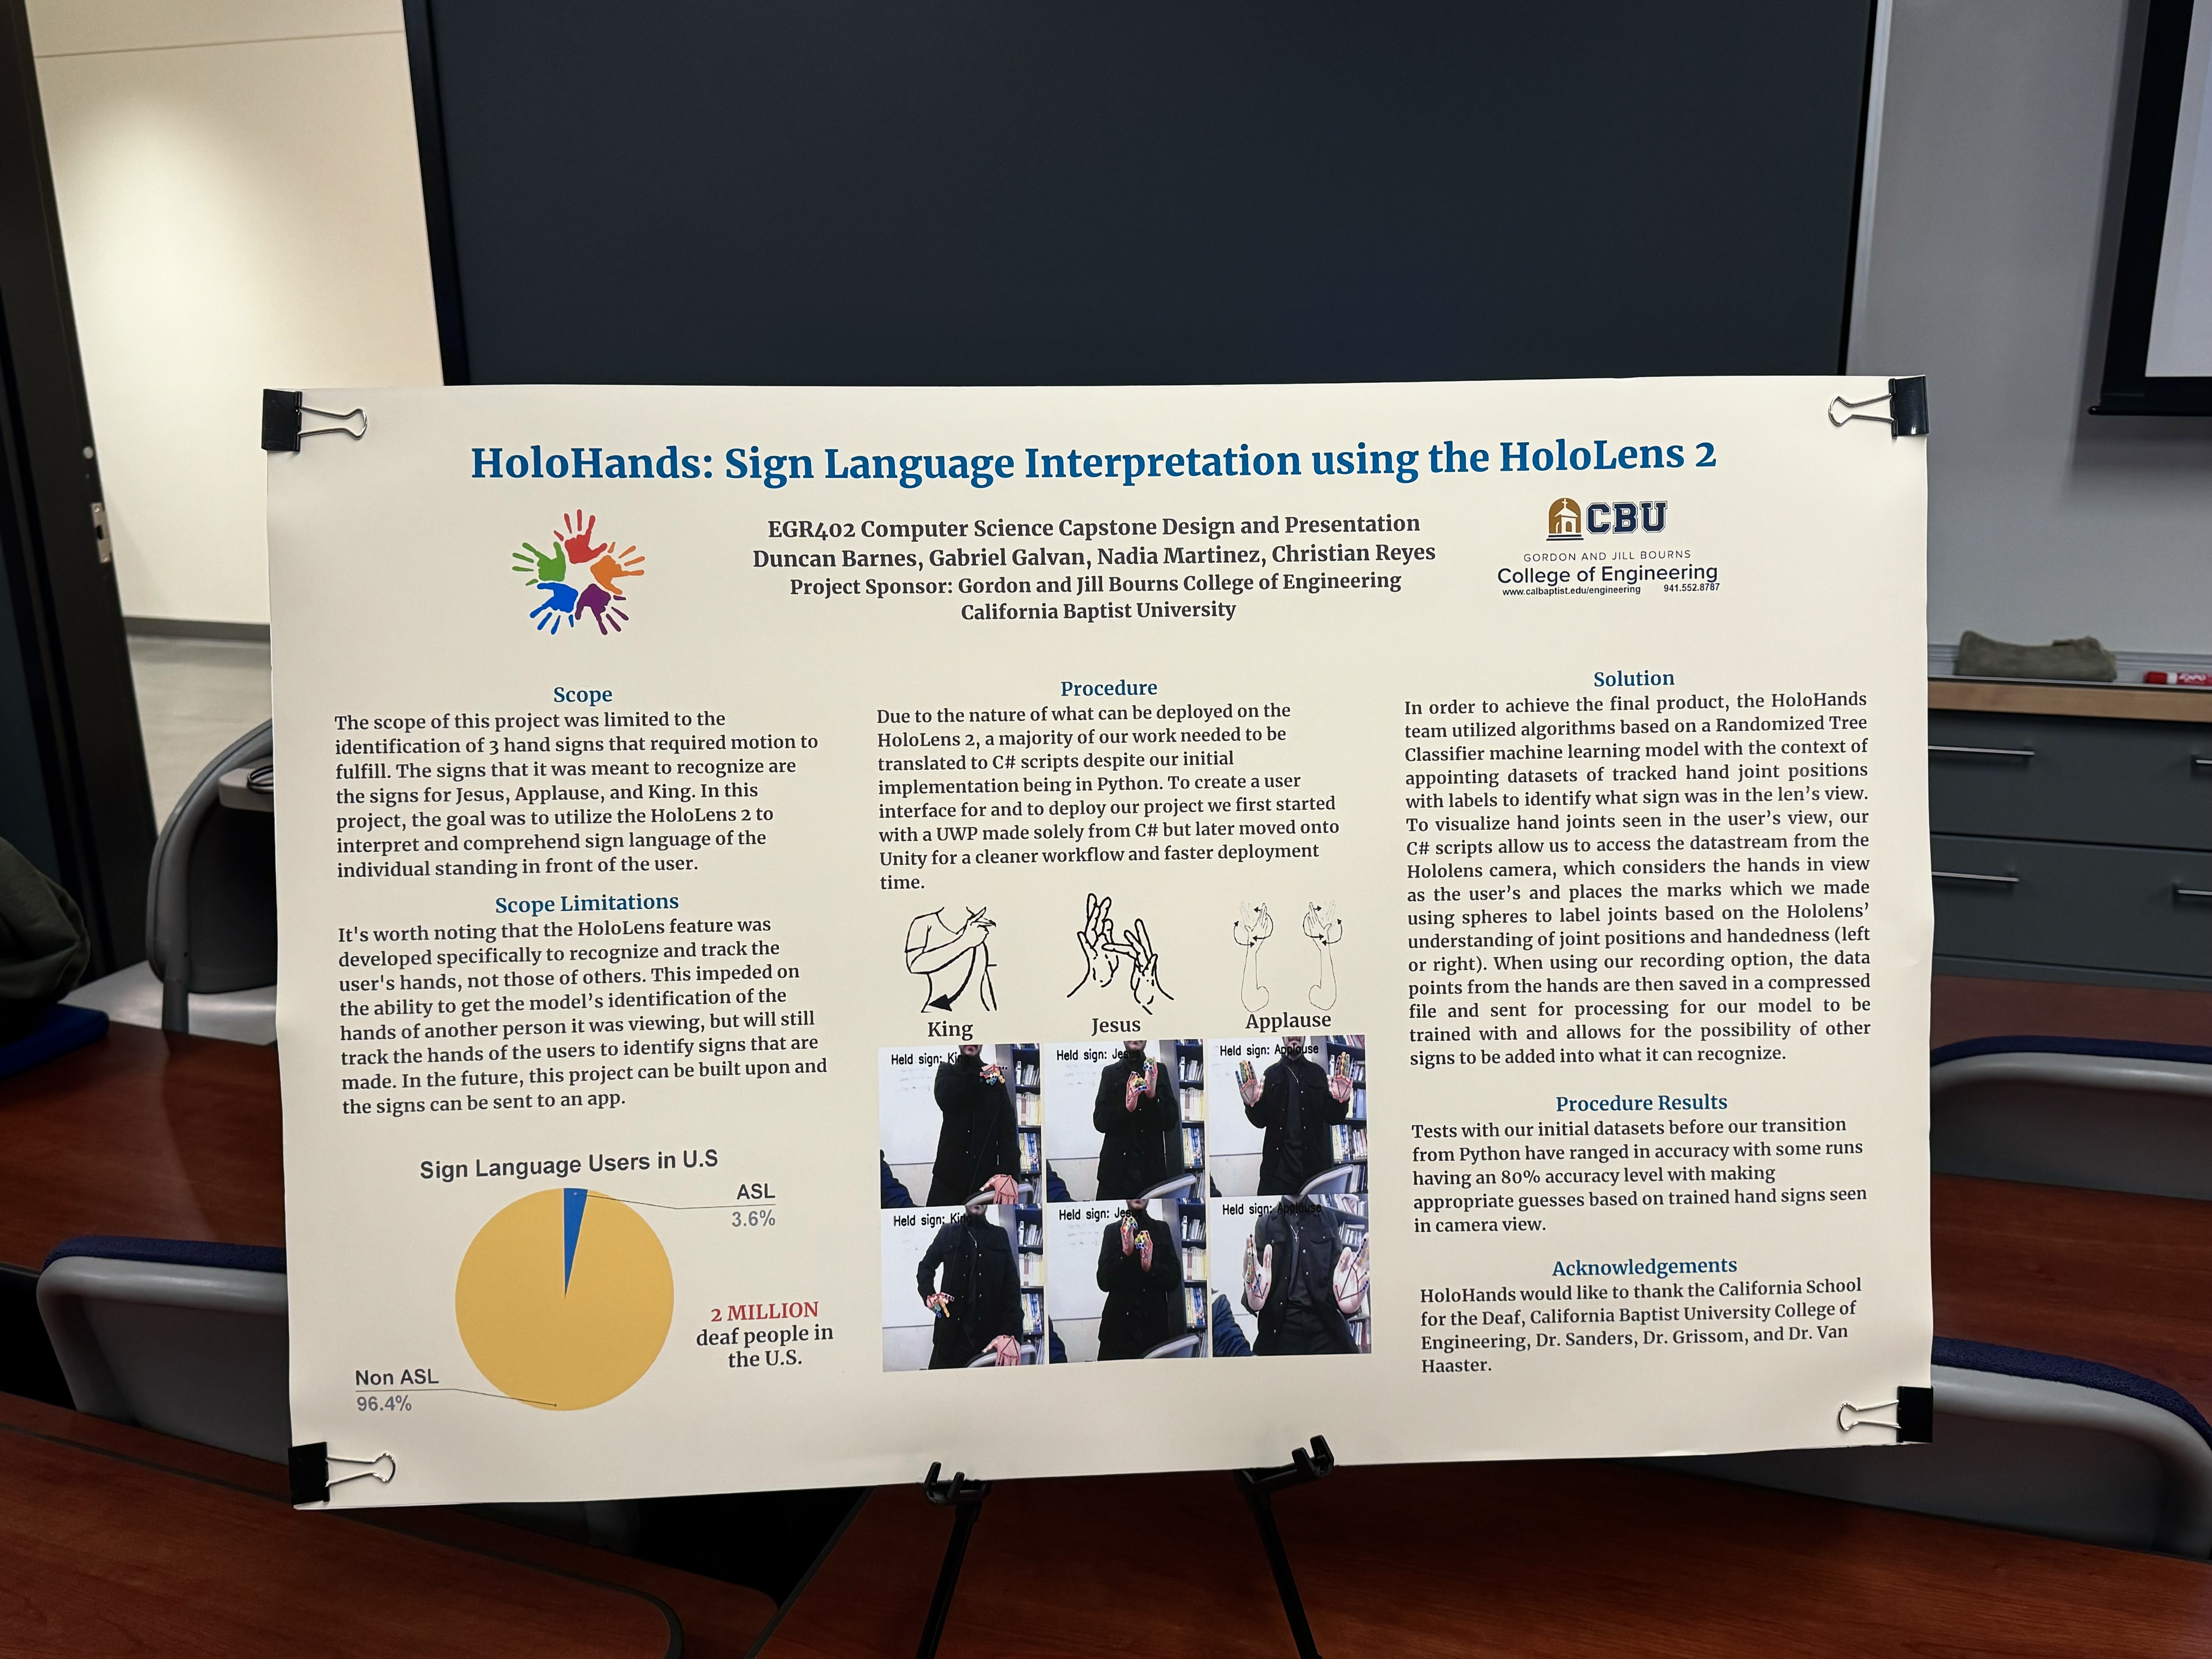 HoloHands: Sign Language Interpretation using the HoloLens 2
EGR402 Computer Science Capstone Design and Presentation
Duncan Barnes, Gabriel Galvan, Nadia Martinez, Christian Reyes
Project Sponsor: Gordon and Jill Bourns College of Engineering
California Baptist University
CBU
GORDON AND JILL BOURNS
College of Engineering
www.calbaptist.edu/engineering 941.552.8787
Scope
The scope of this project was limited to the
identification of 3 hand signs that required motion to
fulfill. The signs that it was meant to recognize are
the signs for Jesus, Applause, and King. In this
project, the goal was to utilize the HoloLens 2 to
interpret and comprehend sign language of the
individual standing in front of the user.
Scope Limitations
It's worth noting that the HoloLens feature was
developed specifically to recognize and track the
user's hands, not those of others. This impeded on
the ability to get the model's identification of the
hands of another person it was viewing, but will still
track the hands of the users to identify signs that are
made. In the future, this project can be built upon and
the signs can be sent to an app.
Sign Language Users in U.S
ASL
3.6%
2 MILLION
deaf people in
the U.S.
Non ASL
96.4%
Procedure
Due to the nature of what can be deployed on the
HoloLens 2, a majority of our work needed to be
translated to C# scripts despite our initial
implementation being in Python. To create a user
interface for and to deploy our project we first started
with a UWP made solely from C# but later moved onto
Unity for a cleaner workflow and faster deployment
time.
King Jesus Applause
Held sign: King Held sign: Jesus Held sign: Applause
Held sign: King Held sign: Jesus Held sign: Applause
Solution
In order to achieve the final product, the HoloHands
team utilized algorithms based on a Randomized Tree
Classifier machine learning model with the context of
appointing datasets of tracked hand joint positions
with labels to identify what sign was in the len's view.
To visualize hand joints seen in the user's view, our
C# scripts allow us to access the datastream from the
Hololens camera, which considers the hands in view
as the user's and places the marks which we made
using spheres to label joints based on the Hololens'
understanding of joint positions and handedness (left
or right). When using our recording option, the data
points from the hands are then saved in a compressed
file and sent for processing for our model to be
trained with and allows for the possibility of other
signs to be added into what it can recognize.
Procedure Results
Tests with our initial datasets before our transition
from Python have ranged in accuracy with some runs
having an 80% accuracy level with making
appropriate guesses based on trained hand signs seen
in camera view.
Acknowledgements
HoloHands would like to thank the California School
for the Deaf, California Baptist University College of
Engineering, Dr. Sanders, Dr. Grissom, and Dr. Van
Haaster.